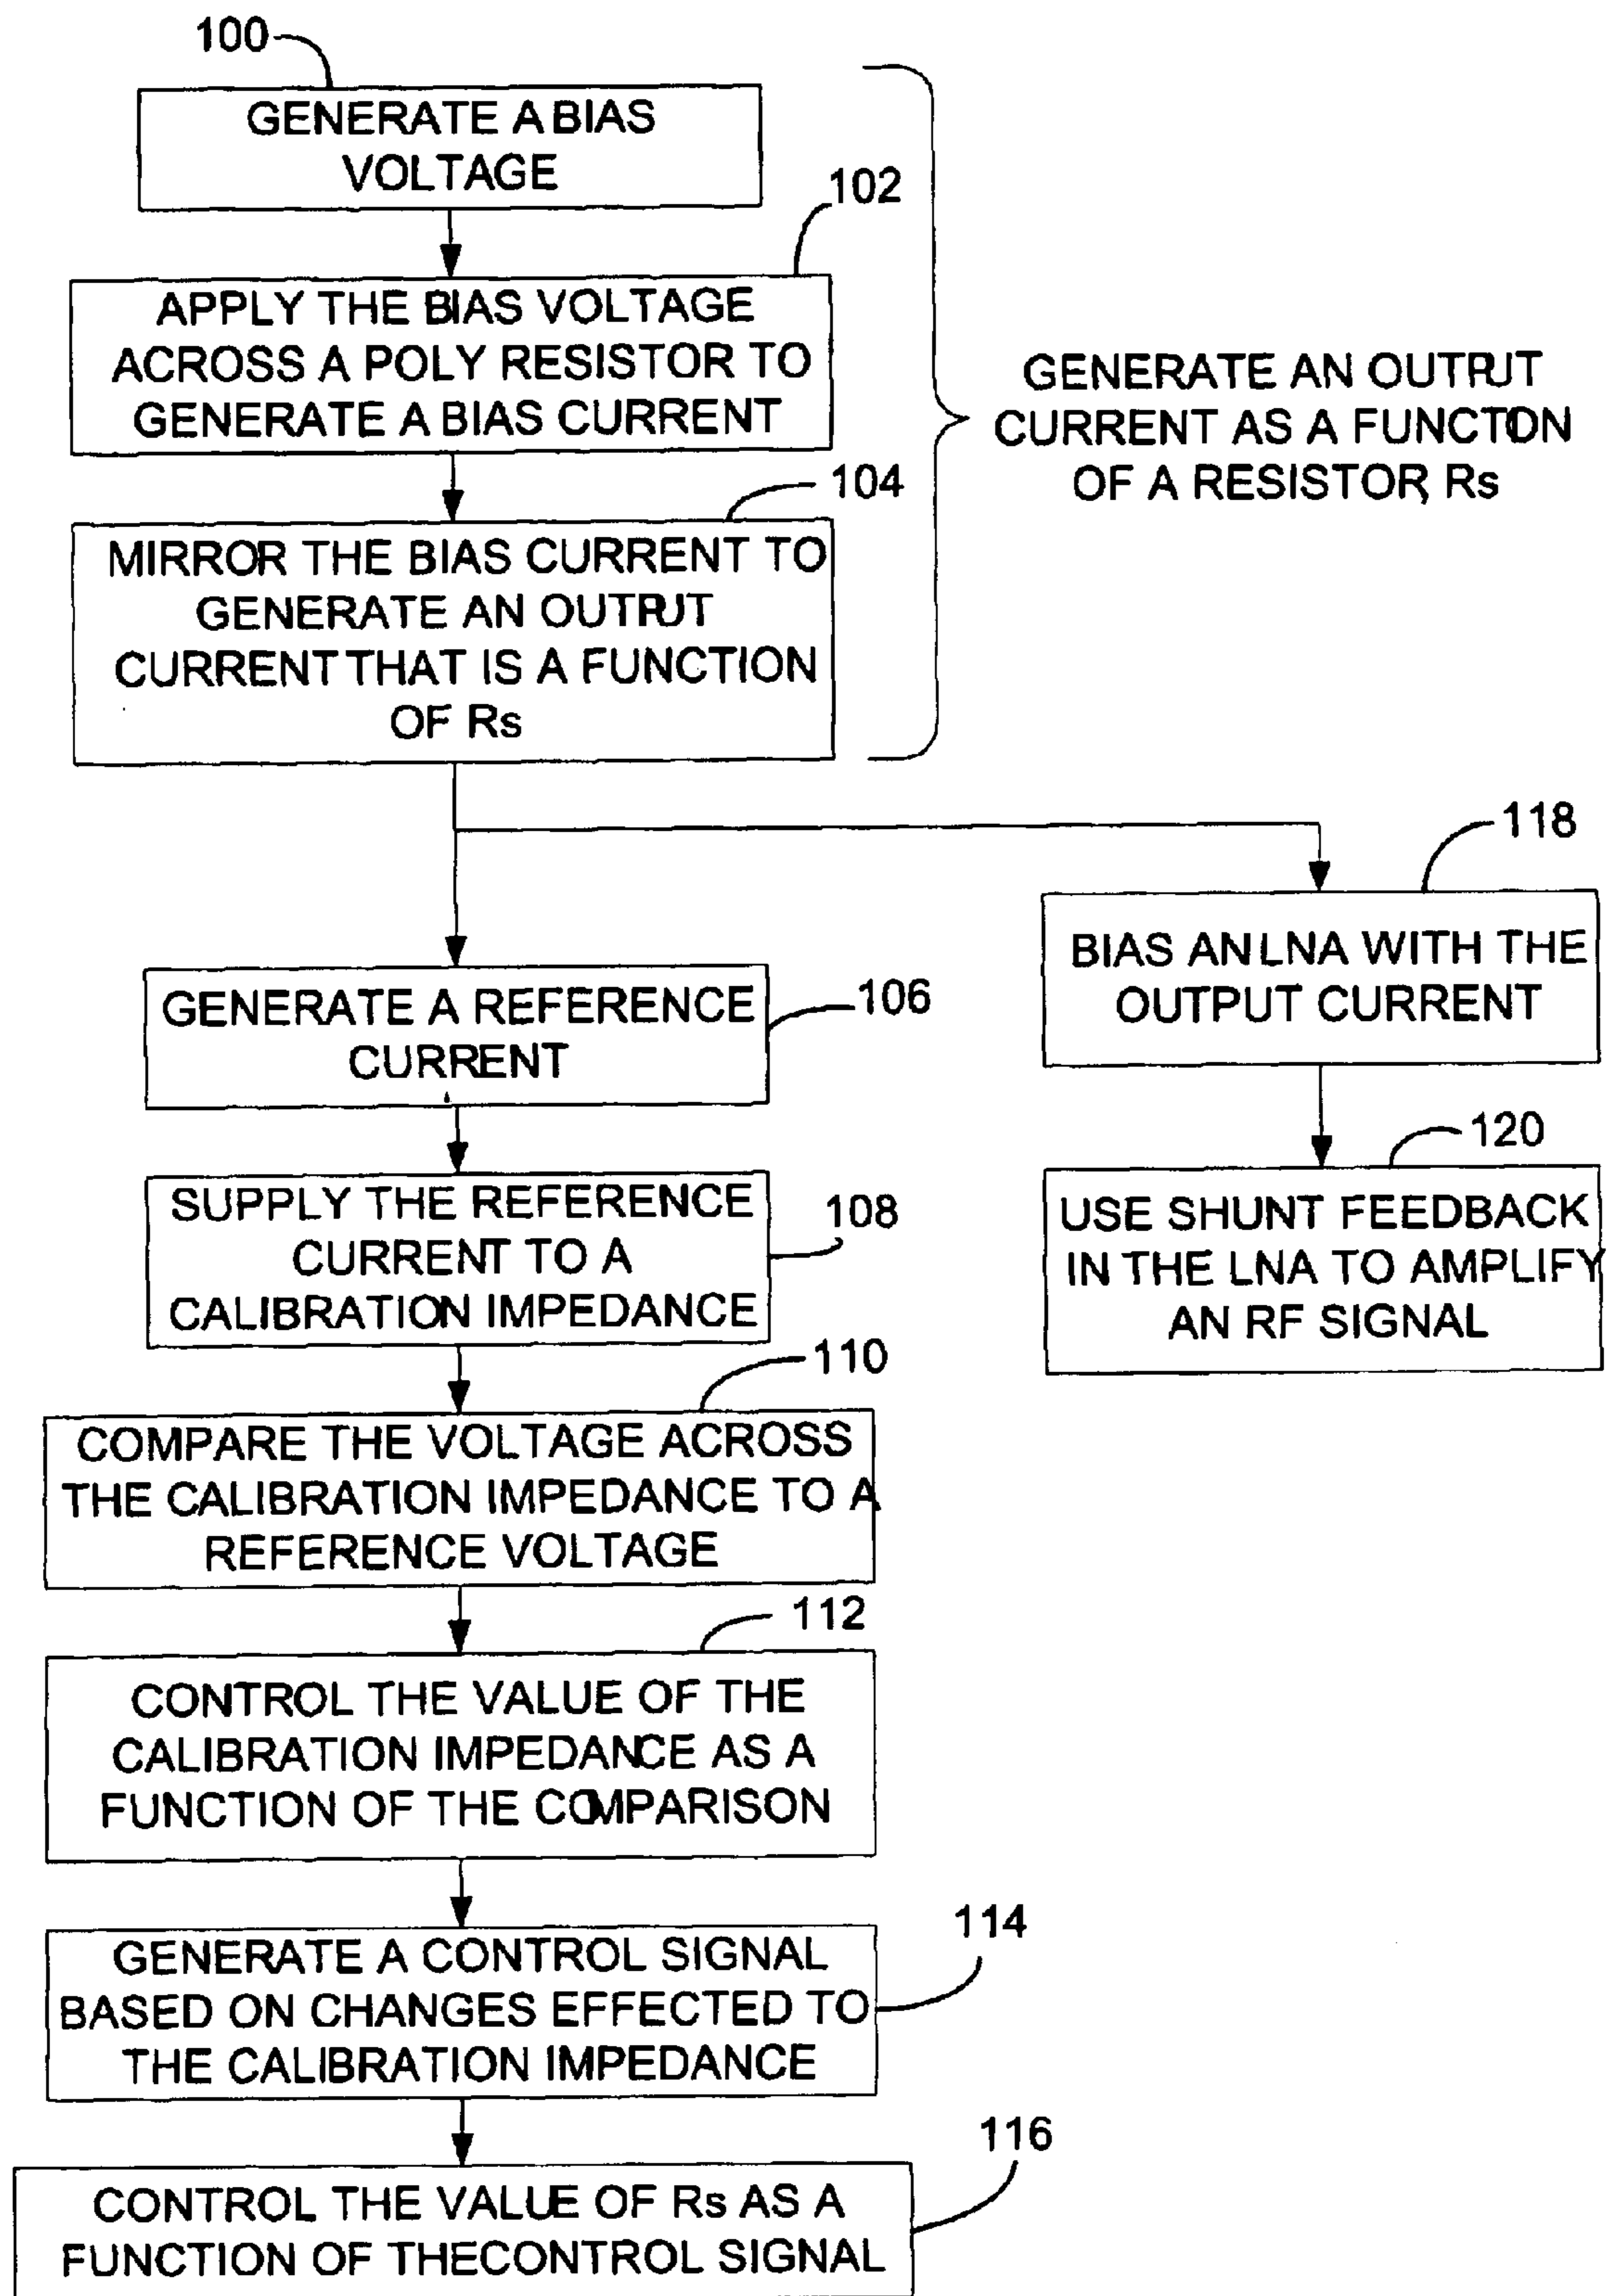 100
GENERATE A BIAS
VOLTAGE
102
APPLY THE BIAS VOLTAGE
ACROSS A POLY RESISTOR TO
GENERATE A BIAS CURRENT
104
MIRROR THE BIAS CURRENT TO
GENERATE AN OUTPUT
CURRENT THAT IS A FUNCTION
OF Rs
GENERATE AN OUTPUT
CURRENT AS A FUNCTION
OF A RESISTOR, Rs
106
GENERATE A REFERENCE
CURRENT
108
SUPPLY THE REFERENCE
CURRENT TO A
CALIBRATION IMPEDANCE
110
COMPARE THE VOLTAGE ACROSS
THE CALIBRATION IMPEDANCE TO A
REFERENCE VOLTAGE
112
CONTROL THE VALUE OF THE
CALIBRATION IMPEDANCE AS A
FUNCTION OF THE COMPARISON
114
GENERATE A CONTROL SIGNAL
BASED ON CHANGES EFFECTED TO
THE CALIBRATION IMPEDANCE
116
CONTROL THE VALUE OF Rs AS A
FUNCTION OF THE CONTROL SIGNAL
118
BIAS AN LNA WITH THE
OUTPUT CURRENT
120
USE SHUNT FEEDBACK
IN THE LNA TO AMPLIFY
AN RF SIGNAL